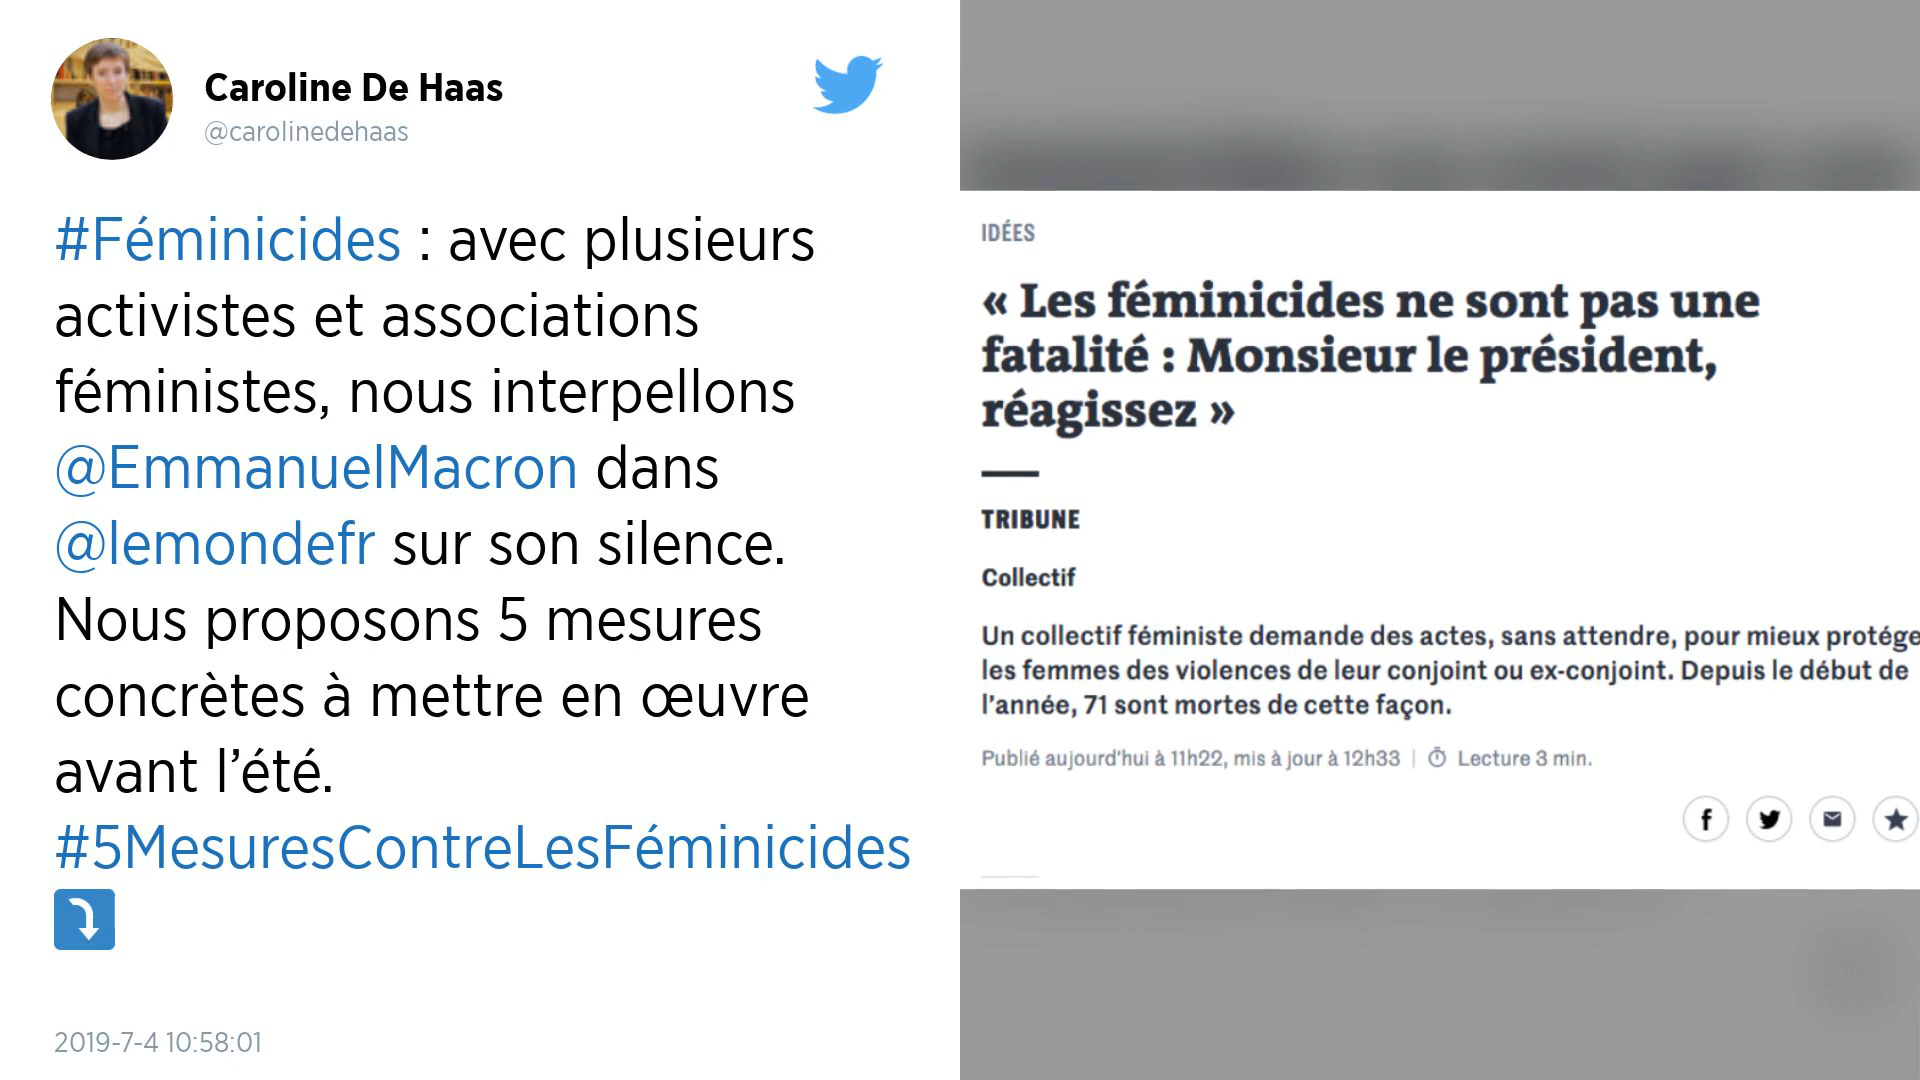 Caroline De Haas
@carolinedehaas
#Féminicides : avec plusieurs
activistes et associations
féministes, nous interpellons
@EmmanuelMacron dans
@lemondefr sur son silence.
Nous proposons 5 mesures
concrètes à mettre en œuvre
avant l’été.
#5MesuresContreLesFéminicides
2019-7-4 10:58:01
IDÉES
« Les féminicides ne sont pas une
fatalité : Monsieur le président,
réagissez »
TRIBUNE
Collectif
Un collectif féministe demande des actes, sans attendre, pour mieux protége
les femmes des violences de leur conjoint ou ex-conjoint. Depuis le début de
l’année, 71 sont mortes de cette façon.
Publié aujourd’hui à 11h22, mis à jour à 12h33 | Lecture 3 min.